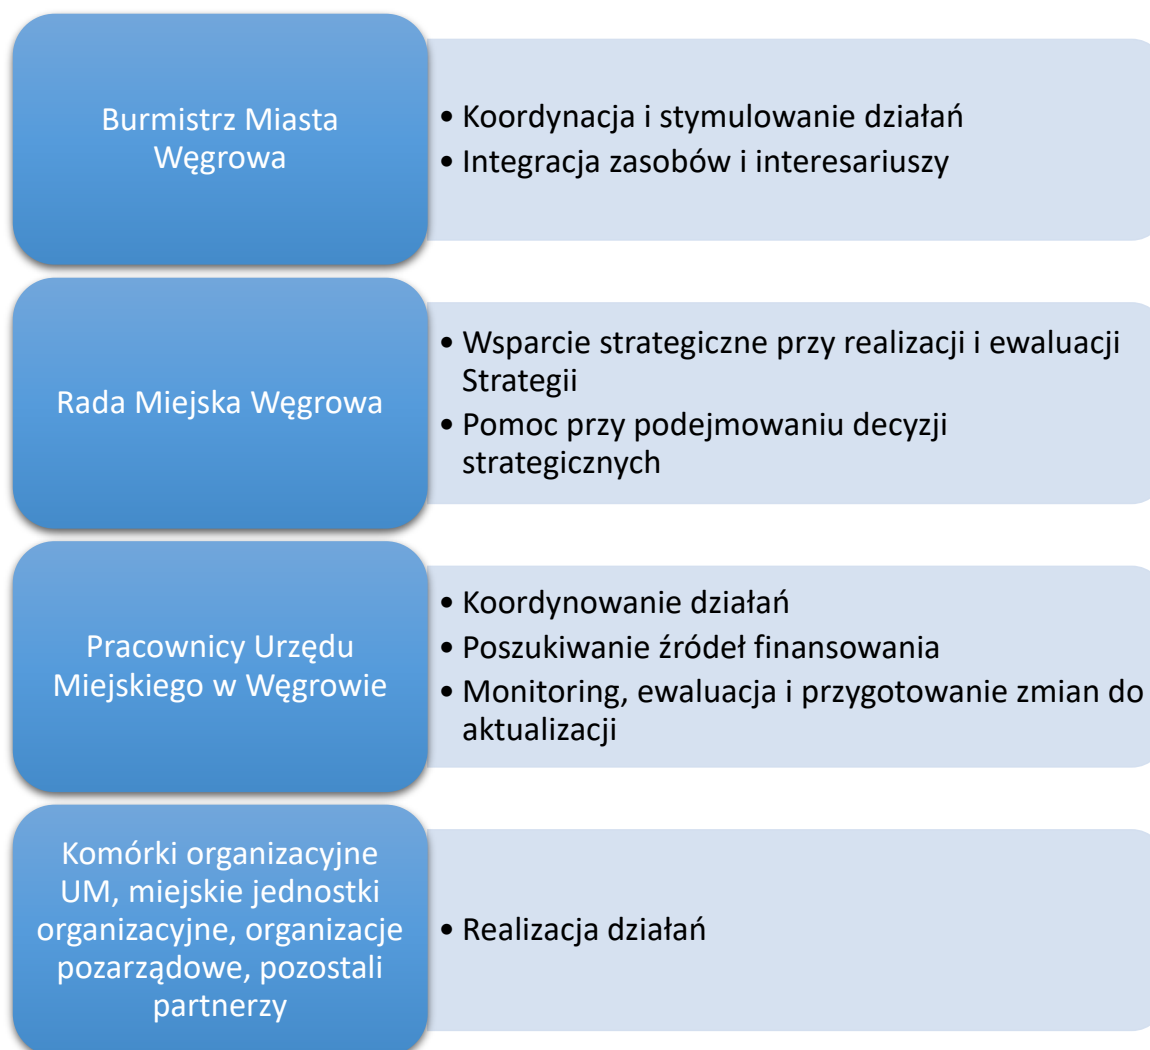 Burmistrz Miasta
Węgrowa
• Koordynacja i stymulowanie działań
• Integracja zasobów i interesariuszy
Rada Miejska Węgrowa
• Wsparcie strategiczne przy realizacji i ewaluacji
Strategii
• Pomoc przy podejmowaniu decyzji
strategicznych
Pracownicy Urzędu
Miejskiego w Węgrowie
• Koordynowanie działań
• Poszukiwanie źródeł finansowania
• Monitoring, ewaluacja i przygotowanie zmian do
aktualizacji
Komórki organizacyjne
UM, miejskie jednostki
organizacyjne, organizacje
pozarządowe, pozostali
partnerzy
• Realizacja działań